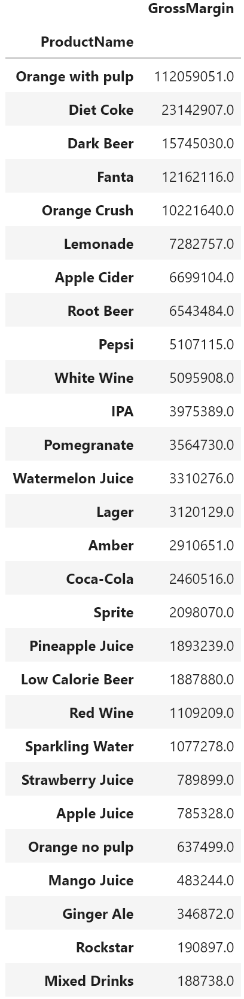 GrossMargin
ProductName
Orange with pulp 112059051.0
Diet Coke 23142907.0
Dark Beer 15745030.0
Fanta 12162116.0
Orange Crush 10221640.0
Lemonade 7282757.0
Apple Cider 6699104.0
Root Beer 6543484.0
Pepsi 5107115.0
White Wine 5095908.0
IPA 3975389.0
Pomegranate 3564730.0
Watermelon Juice 3310276.0
Lager 3120129.0
Amber 2910651.0
Coca-Cola 2460516.0
Sprite 2098070.0
Pineapple Juice 1893239.0
Low Calorie Beer 1887880.0
Red Wine 1109209.0
Sparkling Water 1077278.0
Strawberry Juice 789899.0
Apple Juice 785328.0
Orange no pulp 637499.0
Mango Juice 483244.0
Ginger Ale 346872.0
Rockstar 190897.0
Mixed Drinks 188738.0